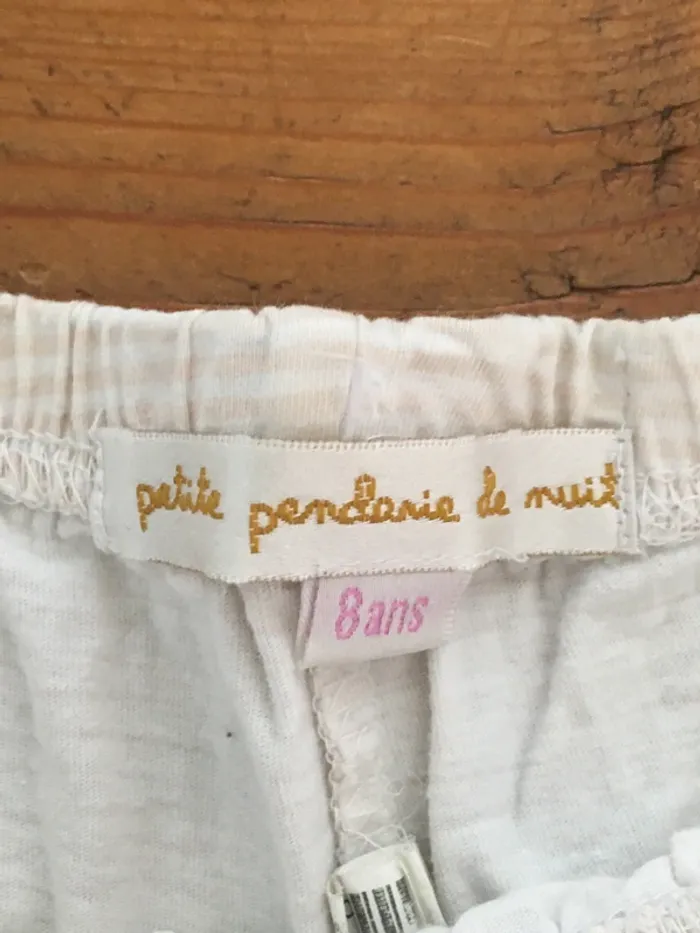 petite penderie de nuit
8 ans